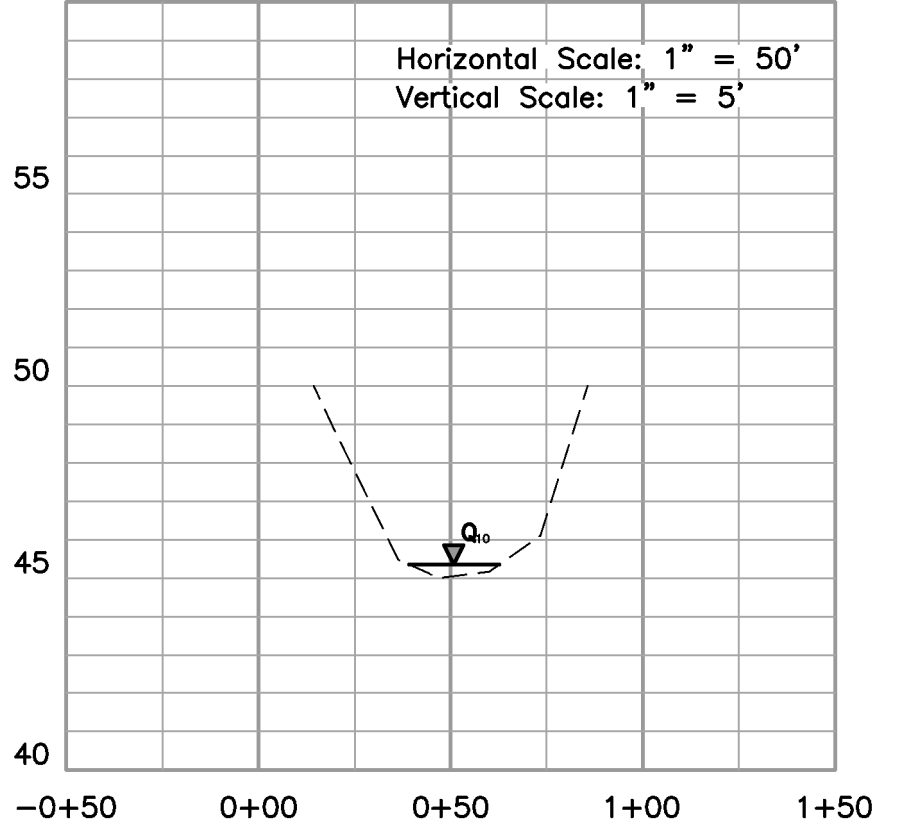 Horizontal Scale: 1" = 50'
Vertical Scale: 1" = 5'
55
50
Q10
45
40
-0+50 0+00 0+50 1+00 1+50